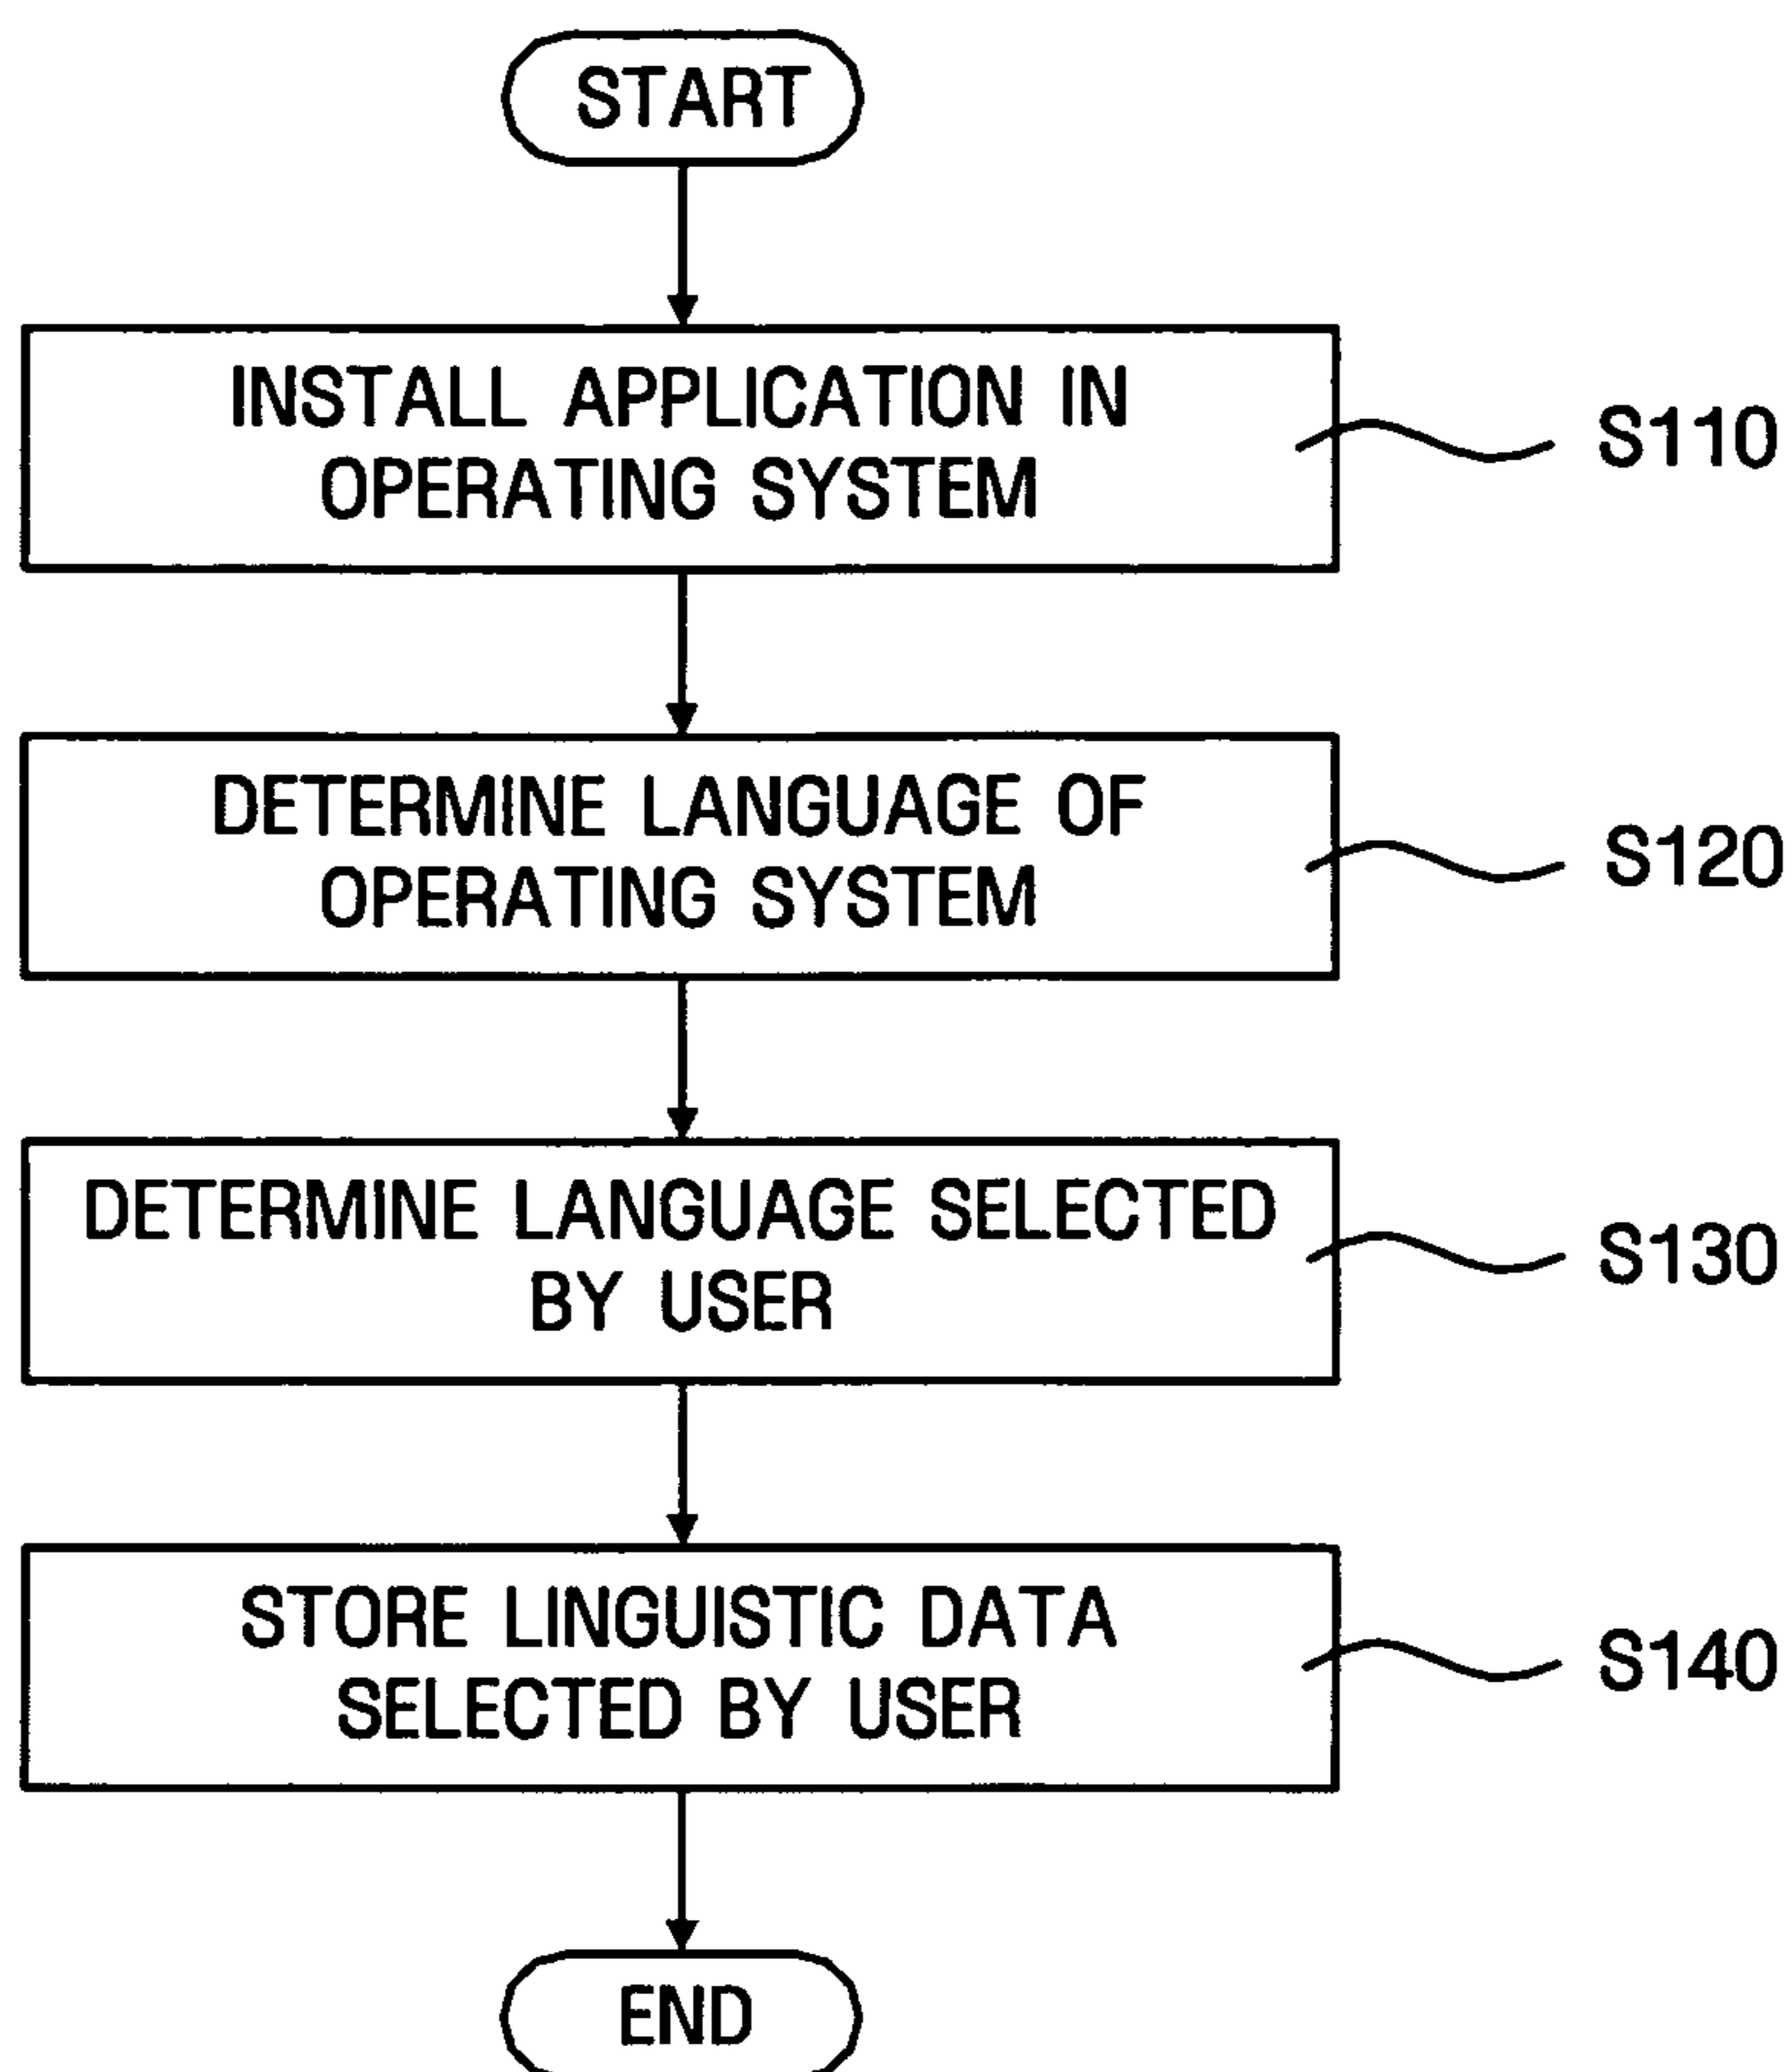 START
INSTALL APPLICATION IN
OPERATING SYSTEM
S110
DETERMINE LANGUAGE OF
OPERATING SYSTEM
S120
DETERMINE LANGUAGE SELECTED
BY USER
S130
STORE LINGUISTIC DATA
SELECTED BY USER
S140
END